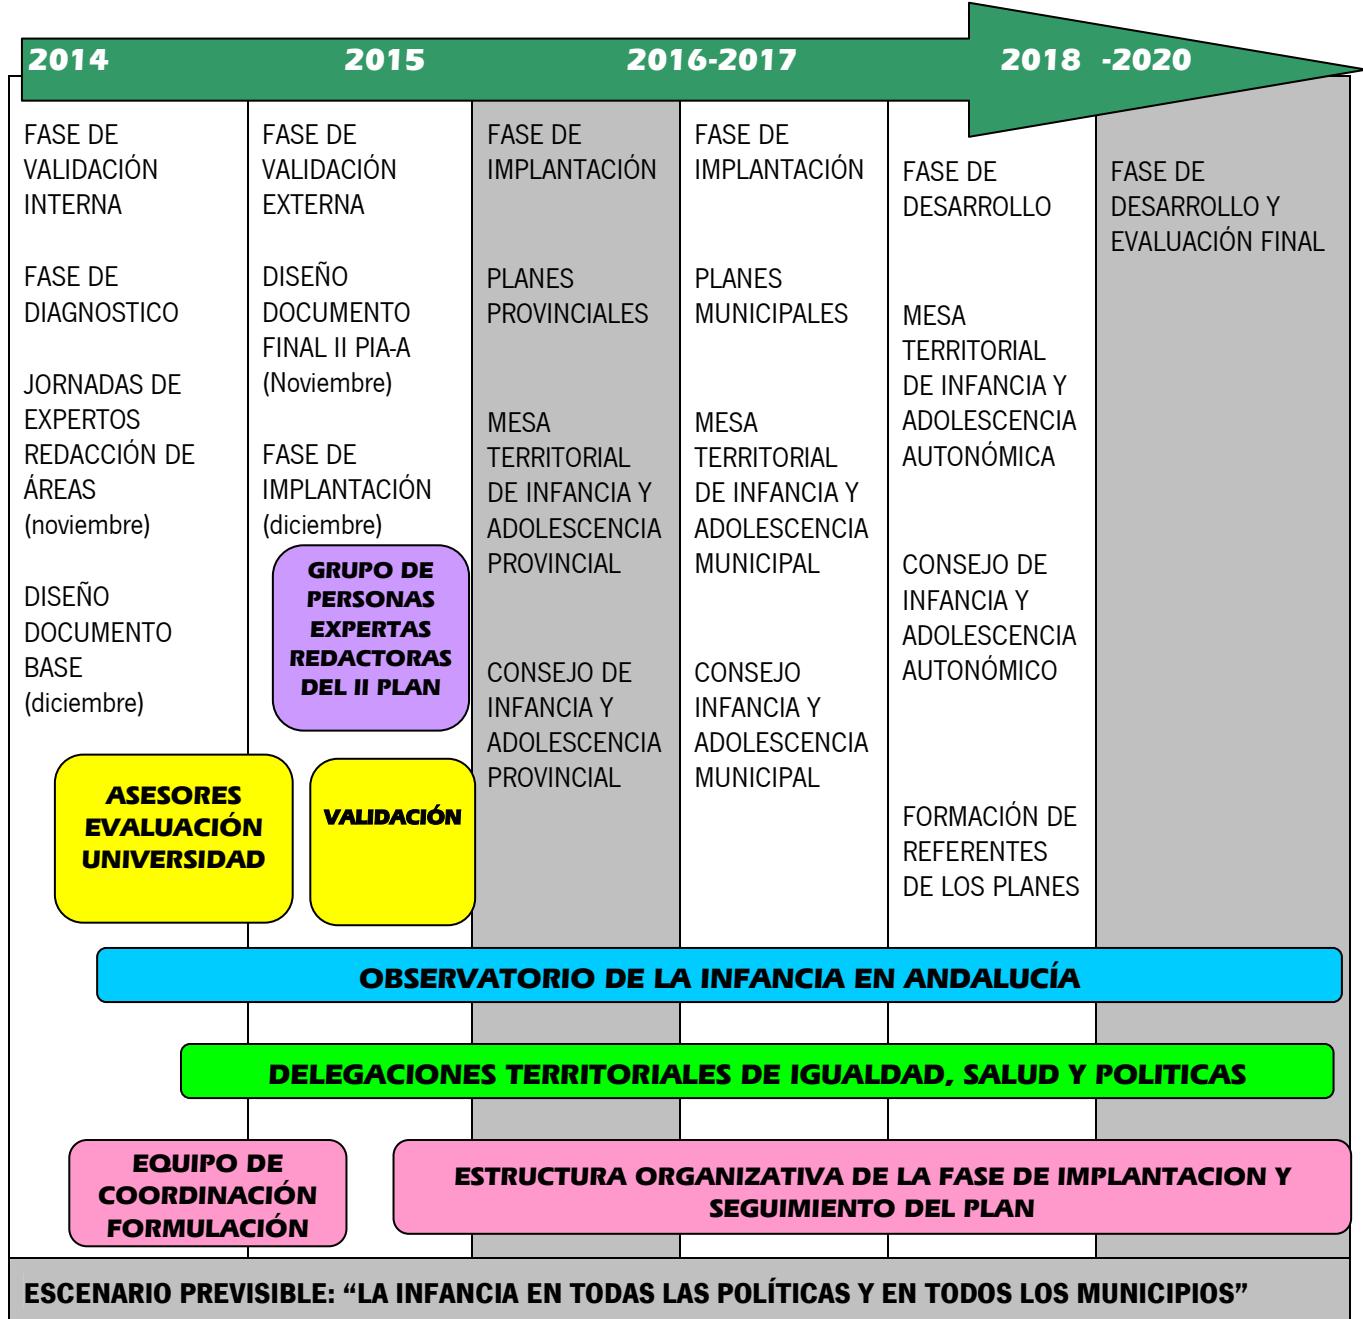 2014
2015
2016-2017
2018 -2020
FASE DE
VALIDACIÓN
INTERNA
FASE DE
DIAGNOSTICO
JORNADAS DE
EXPERTOS
REDACCIÓN DE
ÁREAS
(noviembre)
DISEÑO
DOCUMENTO
BASE
(diciembre)
FASE DE
VALIDACIÓN
EXTERNA
DISEÑO
DOCUMENTO
FINAL II PIA-A
(Noviembre)
FASE DE
IMPLANTACIÓN
(diciembre)
GRUPO DE
PERSONAS
EXPERTAS
REDACTORAS
DEL II PLAN
FASE DE
IMPLANTACIÓN
PLANES
PROVINCIALES
MESA
TERRITORIAL
DE INFANCIA Y
ADOLESCENCIA
PROVINCIAL
CONSEJO DE
INFANCIA Y
ADOLESCENCIA
PROVINCIAL
FASE DE
IMPLANTACIÓN
PLANES
MUNICIPALES
MESA
TERRITORIAL
DE INFANCIA Y
ADOLESCENCIA
MUNICIPAL
CONSEJO
INFANCIA Y
ADOLESCENCIA
MUNICIPAL
FASE DE
DESARROLLO
MESA
TERRITORIAL
DE INFANCIA Y
ADOLESCENCIA
AUTONÓMICA
CONSEJO DE
INFANCIA Y
ADOLESCENCIA
AUTONÓMICO
FORMACIÓN DE
REFERENTES
DE LOS PLANES
FASE DE
DESARROLLO Y
EVALUACIÓN FINAL
ASESORES
EVALUACIÓN
UNIVERSIDAD
VALIDACIÓN
OBSERVATORIO DE LA INFANCIA EN ANDALUCÍA
DELEGACIONES TERRITORIALES DE IGUALDAD, SALUD Y POLITICAS
EQUIPO DE
COORDINACIÓN
FORMULACIÓN
ESTRUCTURA ORGANIZATIVA DE LA FASE DE IMPLANTACION Y
SEGUIMIENTO DEL PLAN
ESCENARIO PREVISIBLE: “LA INFANCIA EN TODAS LAS POLÍTICAS Y EN TODOS LOS MUNICIPIOS”